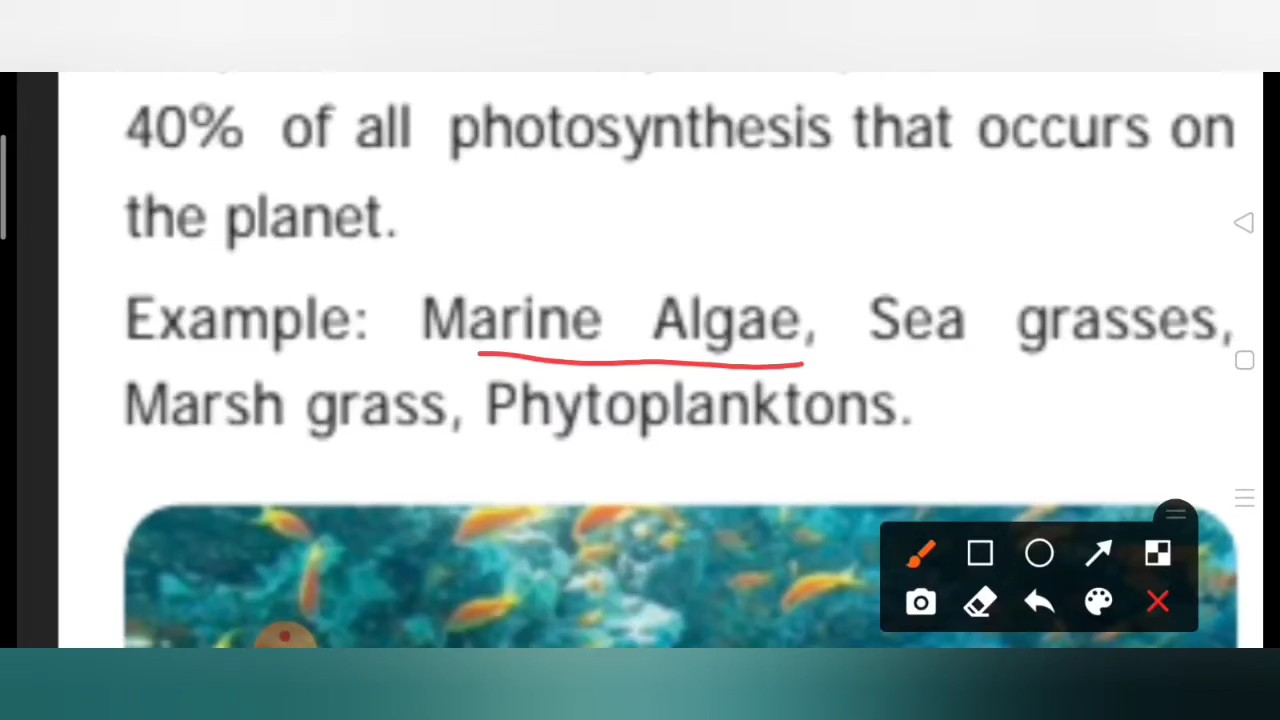 40% of all photosynthesis that occurs on
the planet.
Example: Marine Algae, Sea grasses,
Marsh grass, Phytoplanktons.